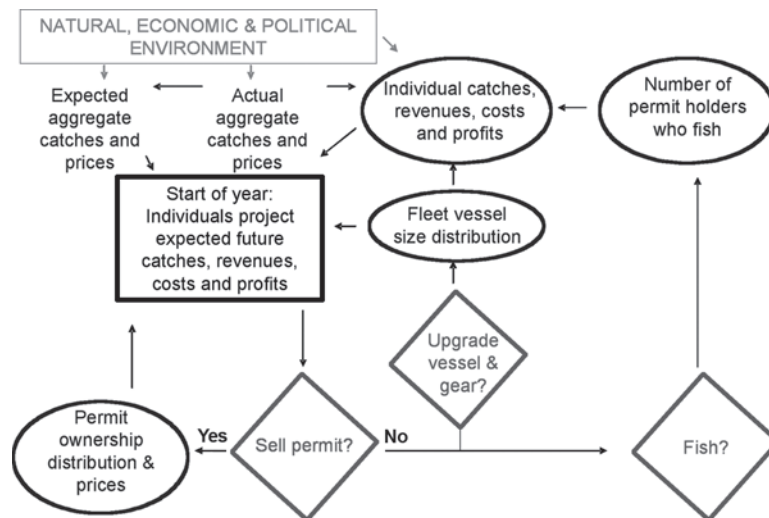 NATURAL, ECONOMIC & POLITICAL
ENVIRONMENT
Expected
aggregate
catches and
prices
Actual
aggregate
catches and
prices
Individual catches,
revenues, costs
and profits
Number of
permit holders
who fish
Start of year:
Individuals project
expected future
catches, revenues,
costs and profits
Fleet vessel
size distribution
Upgrade
vessel &
gear?
Permit
ownership
distribution &
prices
Yes
Sell permit?
No
Fish?